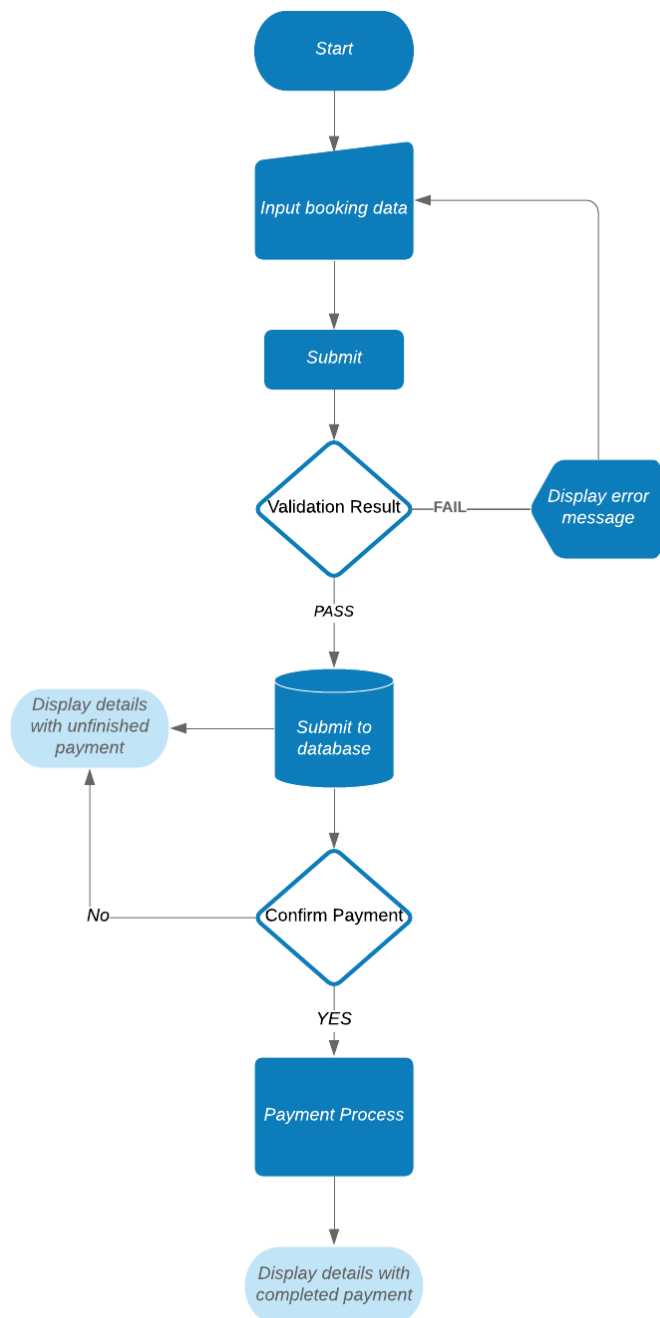 Start
Input booking data
Submit
Validation Result
FAIL
Display error
message
PASS
Display details
with unfinished
payment
Submit to
database
Confirm Payment
No
YES
Payment Process
Display details with
completed payment